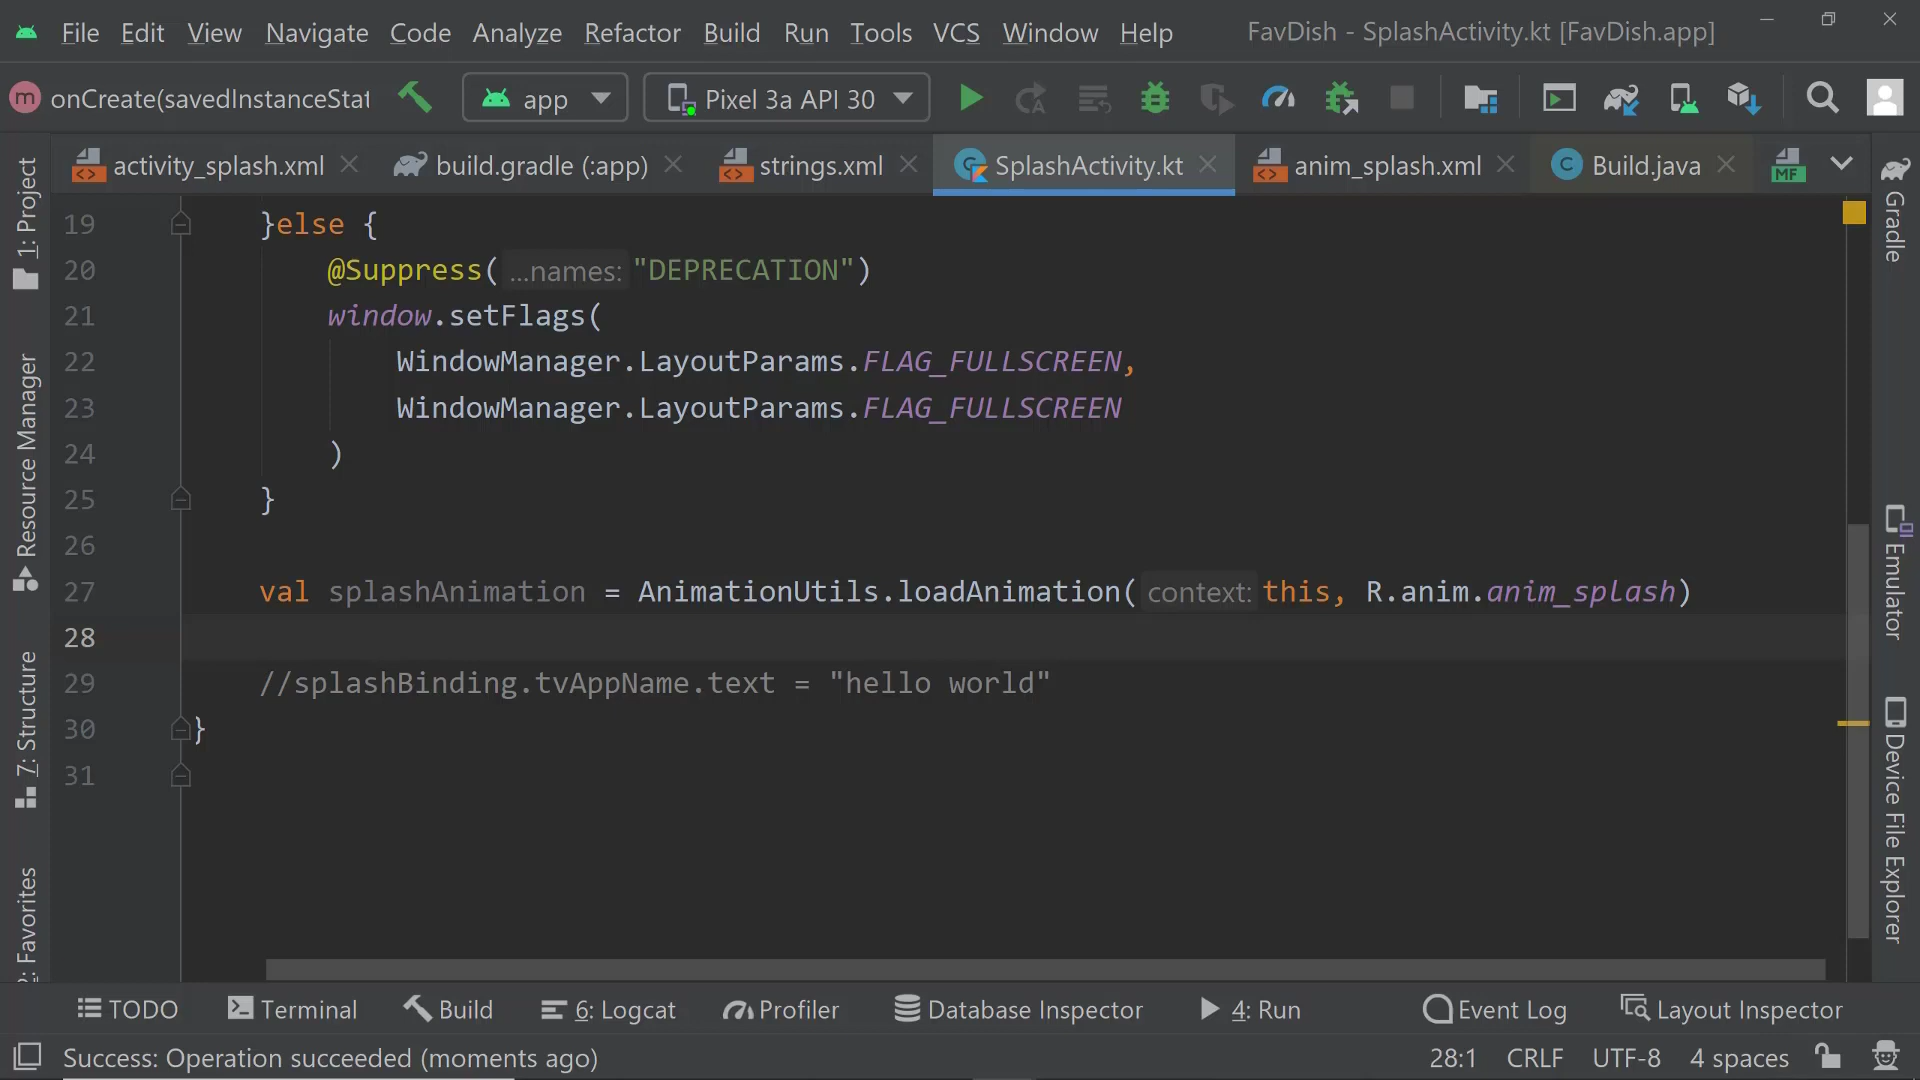 File Edit View Navigate Code Analyze Refactor Build Run Tools VCS Window Help FavDish - SplashActivity.kt [FavDish.app]
m onCreate(savedInstanceStat app Pixel 3a API 30
activity_splash.xml build.gradle (:app) strings.xml SplashActivity.kt anim_splash.xml C Build.java MF
1: Project
Resource Manager
7: Structure
2: Favorites
19 }else {
20 @Suppress( ...names: "DEPRECATION")
21 window.setFlags(
22 WindowManager.LayoutParams.FLAG_FULLSCREEN,
23 WindowManager.LayoutParams.FLAG_FULLSCREEN
24 )
25 }
26
27 val splashAnimation = AnimationUtils.loadAnimation( context: this, R.anim.anim_splash)
28
29 //splashBinding.tvAppName.text = "hello world"
30 }
31
Gradle
Emulator
Device File Explorer
TODO Terminal Build 6: Logcat Profiler Database Inspector 4: Run Event Log Layout Inspector
Success: Operation succeeded (moments ago) 28:1 CRLF UTF-8 4 spaces